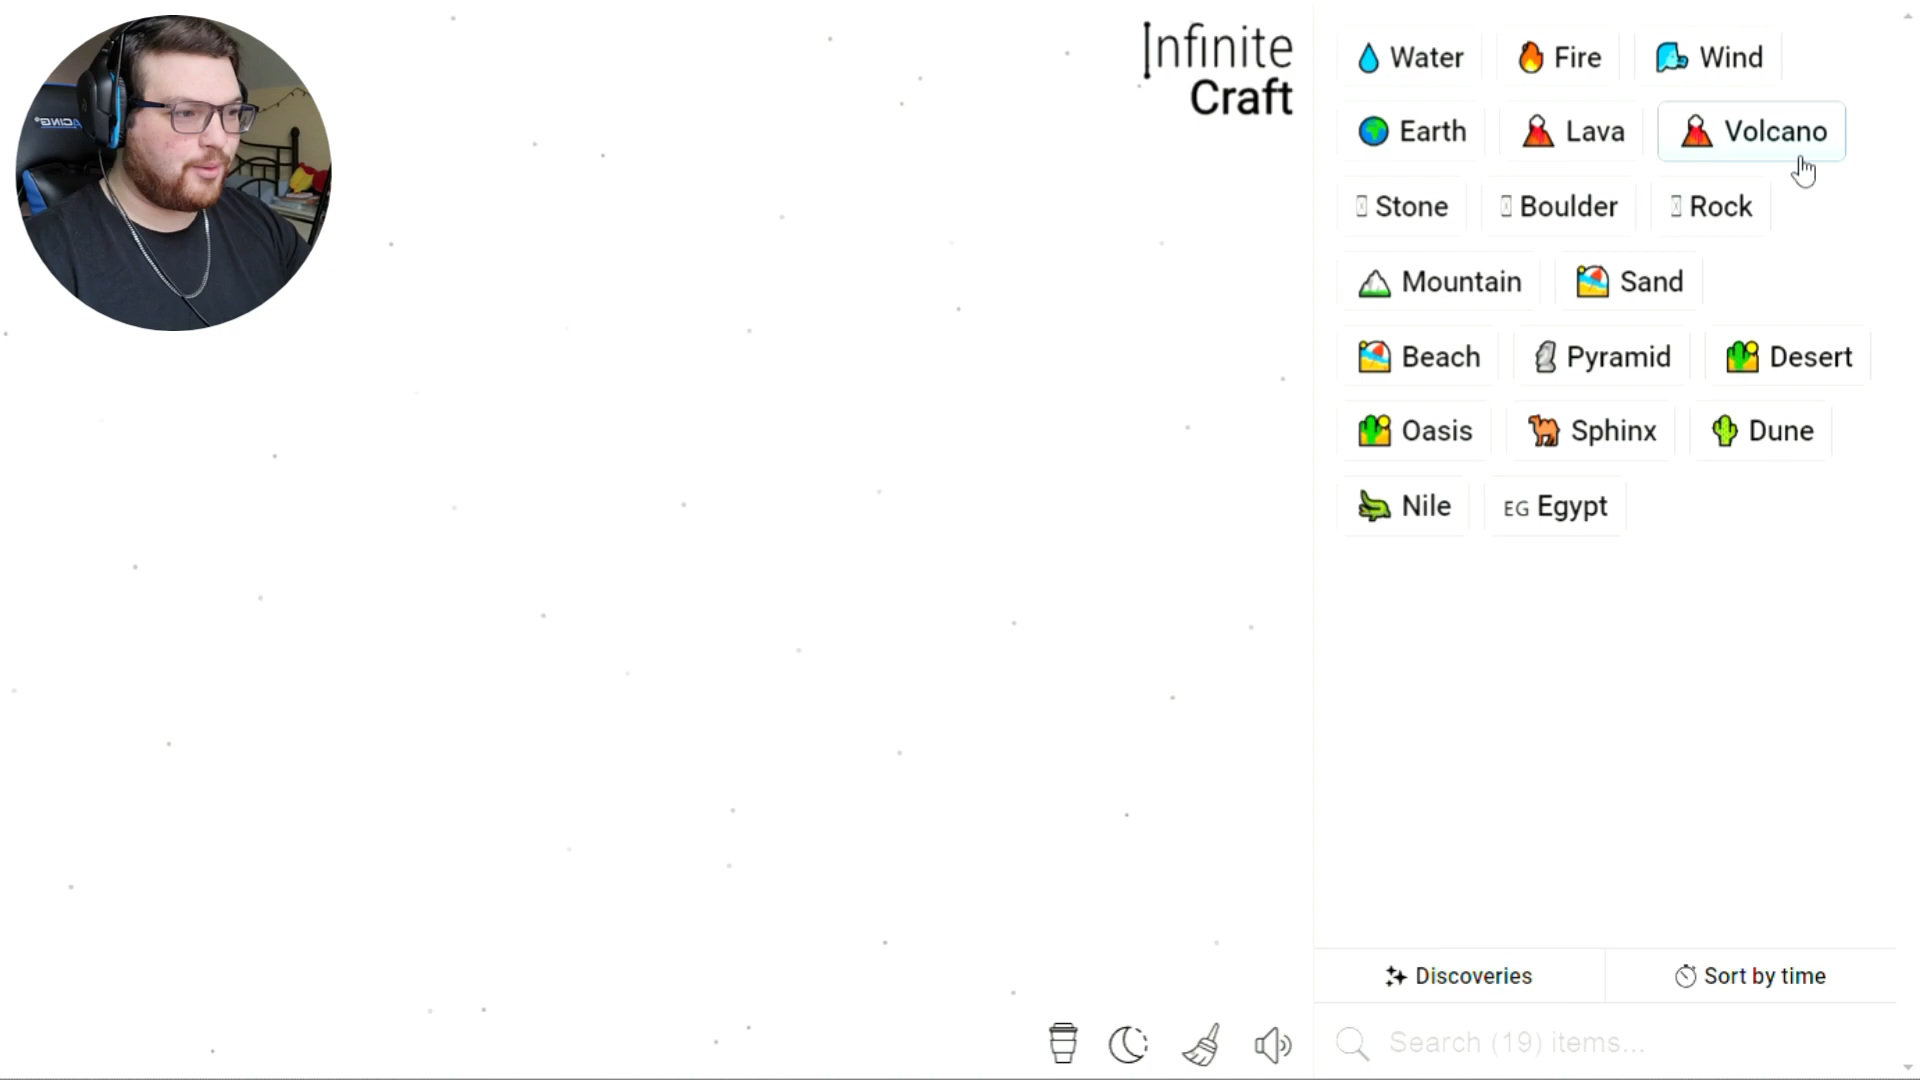 Infinite
Craft
Water Fire Wind
Earth Lava Volcano
Stone Boulder Rock
Mountain Sand
Beach Pyramid Desert
Oasis Sphinx Dune
Nile EG Egypt
Discoveries Sort by time
Search (19) items...